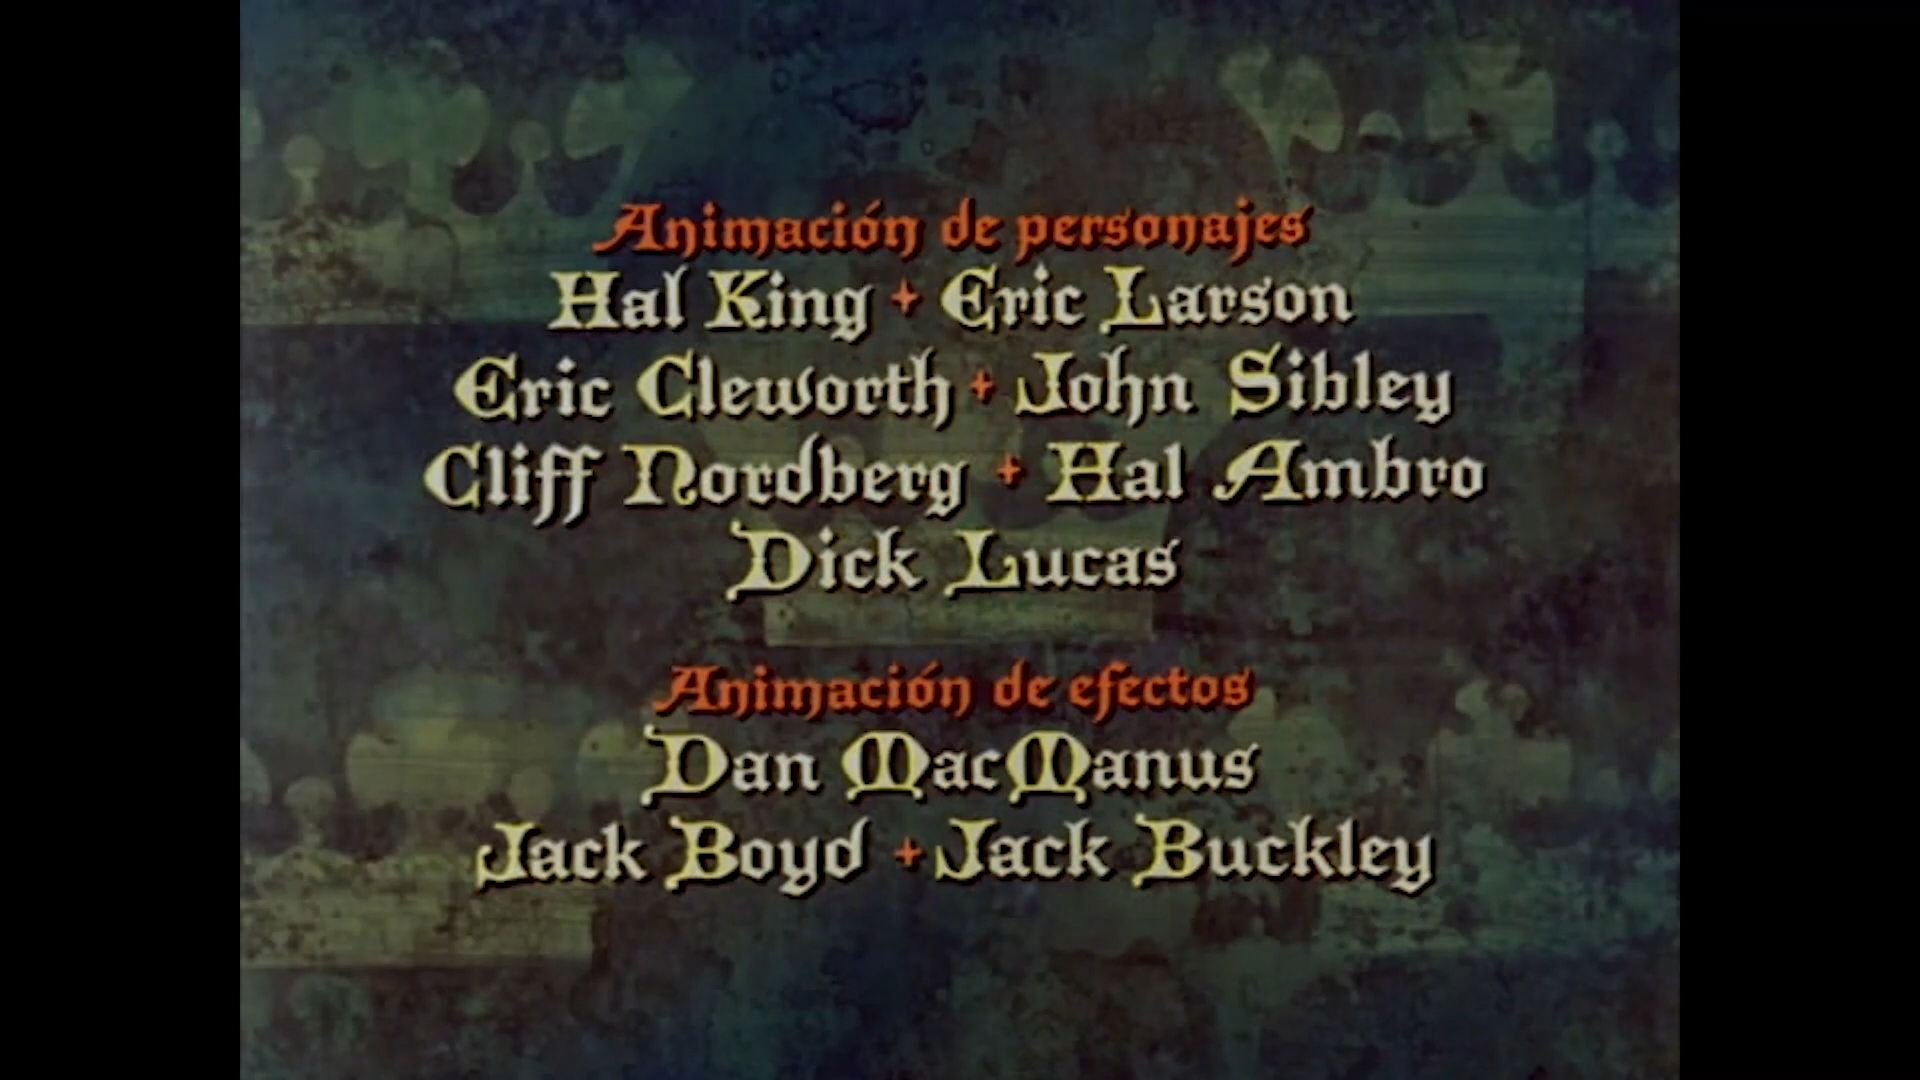 Animación de personajes
Hal King + Eric Larson
Eric Cleworth + John Sibley
Cliff Nordberg + Hal Ambro
Dick Lucas
Animación de efectos
Dan MacManus
Jack Boyd + Jack Buckley